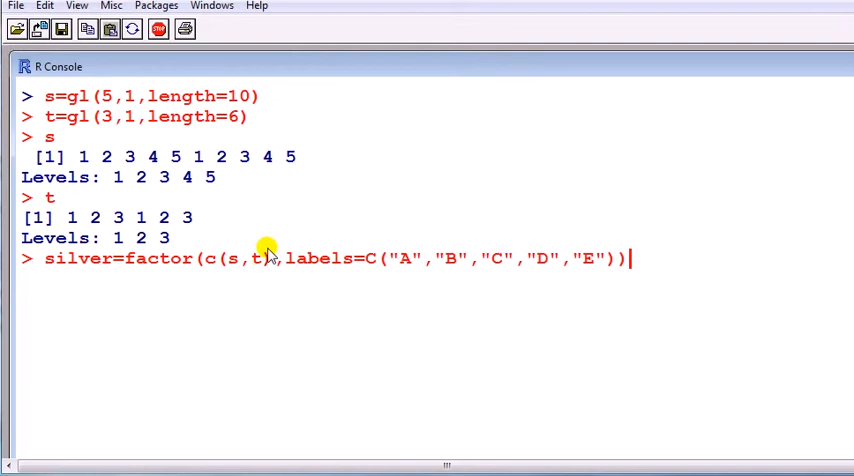 File Edit View Misc Packages Windows Help
STOP
R R Console
> s=gl(5,1,length=10)
> t=gl(3,1,length=6)
> s
[1] 1 2 3 4 5 1 2 3 4 5
Levels: 1 2 3 4 5
> t
[1] 1 2 3 1 2 3
Levels: 1 2 3
> silver=factor(c(s,t),labels=C("A","B","C","D","E"))